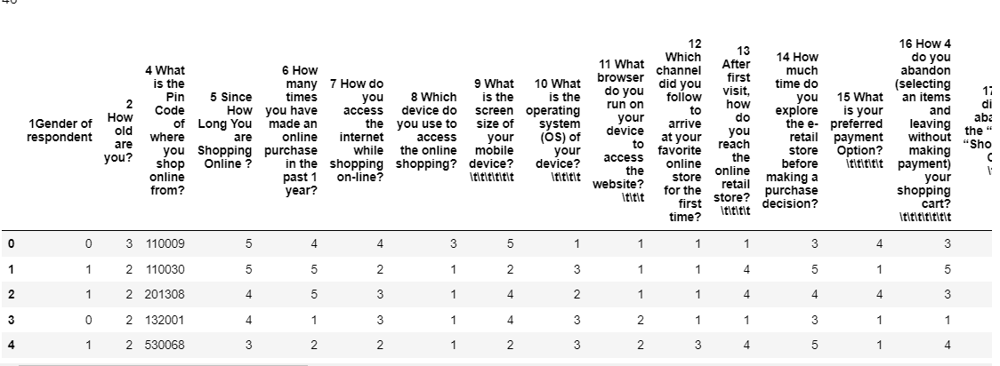 1Gender of
respondent
2
How
old
are
you?
4 What
is the
Pin
Code
of
where
you
shop
online
from?
5 Since
How
Long You
are
Shopping
Online ?
6 How
many
times
you have
made an
online
purchase
in the
past 1
year?
7 How do
you
access
the
internet
while
shopping
on-line?
8 Which
device do
you use to
access
the online
shopping?
9 What
is the
screen
size of
your
mobile
device?
\t\t\t\t\t\t
10 What
is the
operating
system
(OS) of
your
device?
\t\t\t\t
11 What
browser
do you
run on
your
device
to
access
the
website?
\t\t\t
12
Which
channel
did you
follow
to
arrive
at your
favorite
online
store
for the
first
time?
13
After
first
visit,
how
do
you
reach
the
online
retail
store?
\t\t\t\t
14 How
much
time do
you
explore
the e-
retail
store
before
making a
purchase
decision?
15 What
is your
preferred
payment
Option?
\t\t\t\t\t
16 How 4
do you
abandon
(selecting
an items
and
leaving
without
making
payment)
your
shopping
cart?
\t\t\t\t\t\t\t
17
di
aba
the “
“Sho
0 0 3 110009 5 4 4 3 5 1 1 1 1 3 4 3
1 1 2 110030 5 5 2 1 2 3 1 1 4 5 1 5
2 1 2 201308 4 5 3 1 4 2 1 1 4 4 4 3
3 0 2 132001 4 1 3 1 4 3 2 1 1 3 1 1
4 1 2 530068 3 2 2 1 2 3 2 3 4 5 1 4